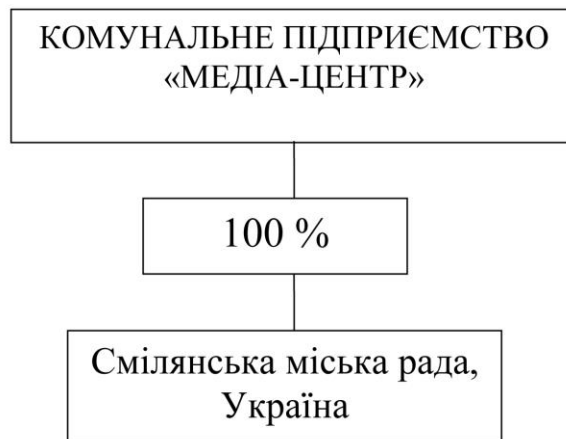 КОМУНАЛЬНЕ ПІДПРИЄМСТВО
«МЕДІА-ЦЕНТР»
100 %
Смілянська міська рада,
Україна